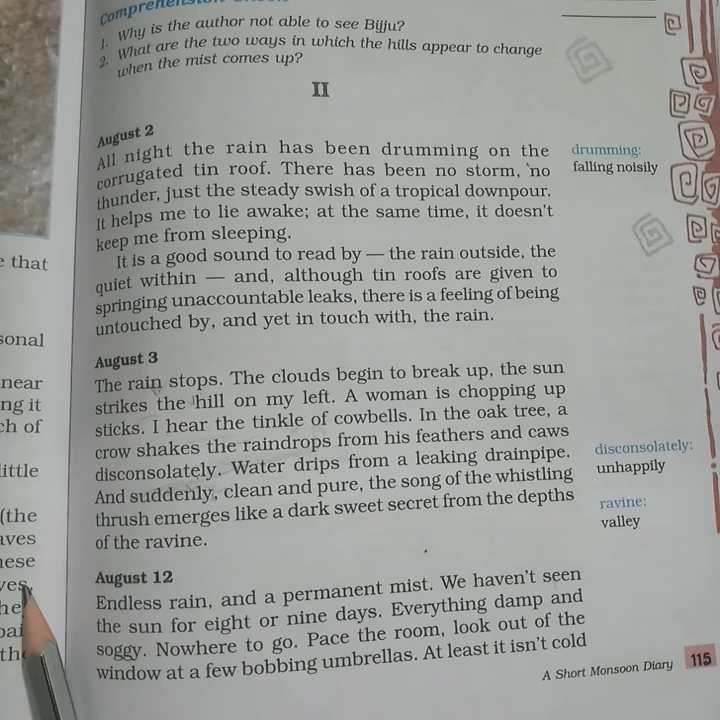 Comprehension
1. Why is the author not able to see Bijju?
2. What are the two ways in which the hills appear to change
when the mist comes up?
II
August 2
All night the rain has been drumming on the
corrugated tin roof. There has been no storm, no
thunder, just the steady swish of a tropical downpour.
It helps me to lie awake; at the same time, it doesn't
keep me from sleeping.
It is a good sound to read by — the rain outside, the
quiet within — and, although tin roofs are given to
springing unaccountable leaks, there is a feeling of being
untouched by, and yet in touch with, the rain.
August 3
The rain stops. The clouds begin to break up, the sun
strikes the hill on my left. A woman is chopping up
sticks. I hear the tinkle of cowbells. In the oak tree, a
crow shakes the raindrops from his feathers and caws
disconsolately. Water drips from a leaking drainpipe.
And suddenly, clean and pure, the song of the whistling
thrush emerges like a dark sweet secret from the depths
of the ravine.
August 12
Endless rain, and a permanent mist. We haven't seen
the sun for eight or nine days. Everything damp and
soggy. Nowhere to go. Pace the room, look out of the
window at a few bobbing umbrellas. At least it isn't cold
drumming:
falling noisily
disconsolately:
unhappily
ravine:
valley
A Short Monsoon Diary 115
that
near
it
of
(the